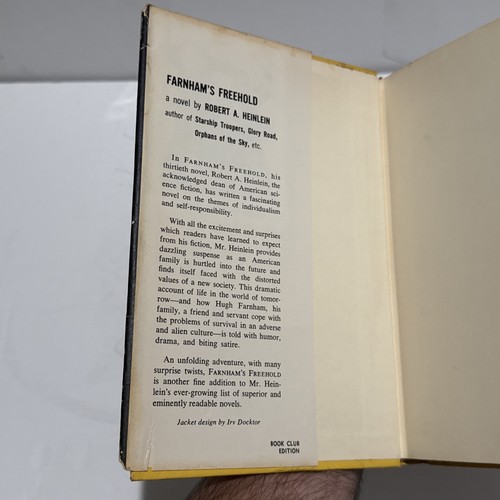 FARNHAM'S FREEHOLD
a novel by ROBERT A. HEINLEIN
author of Starship Troopers, Glory Road,
Orphans of the Sky, etc.
In FARNHAM'S FREEHOLD, his
thirtieth novel, Robert A. Heinlein, the
acknowledged dean of American sci-
ence fiction, has written a fascinating
novel on the themes of individualism
and self-responsibility.
With all the excitement and surprises
which readers have learned to expect
from his fiction, Mr. Heinlein provides
dazzling suspense as an American
family is hurtled into the future and
finds itself faced with the distorted
values of a new society. This dramatic
account of life in the world of tomor-
row—and how Hugh Farnham, his
family, a friend and servant cope with
the problems of survival in an adverse
and alien culture—is told with humor,
drama, and biting satire.
An unfolding adventure, with many
surprise twists, FARNHAM'S FREEHOLD
is another fine addition to Mr. Hein-
lein's ever-growing list of superior and
eminently readable novels.
Jacket design by Irv Docktor
BOOK CLUB
EDITION